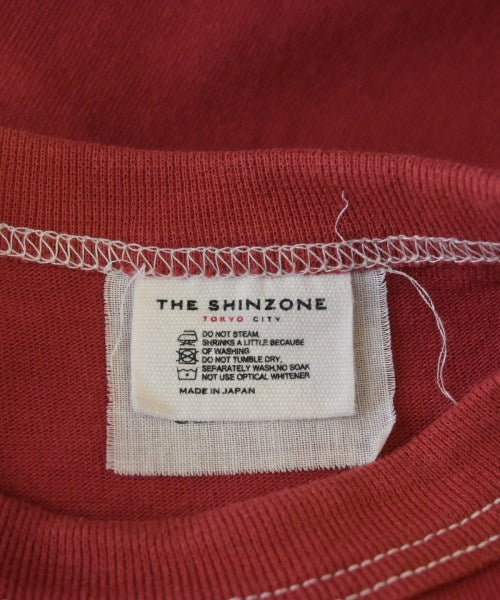 THE SHINZONE
TOKYO CITY
DO NOT STEAM.
SHRINKS A LITTLE BECAUSE
OF WASHING
DO NOT TUMBLE DRY.
SEPARATELY WASH,NO SOAK
NOT USE OPTICAL WHITENER
MADE IN JAPAN